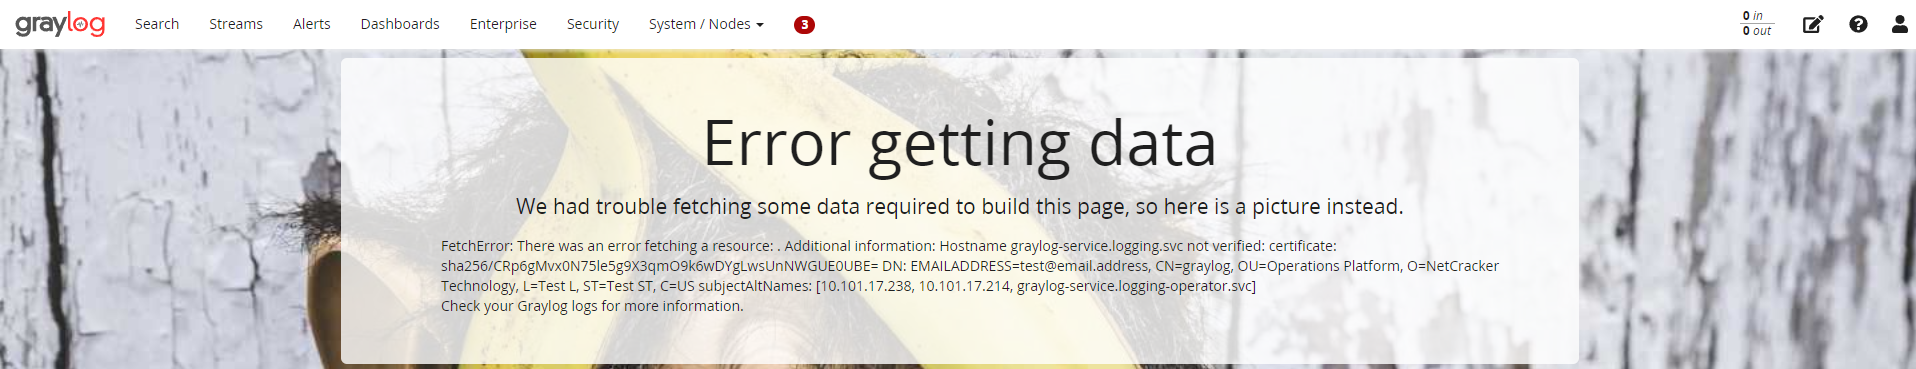 graylog Search Streams Alerts Dashboards Enterprise Security System / Nodes 3 0 in
0 out
Error getting data
We had trouble fetching some data required to build this page, so here is a picture instead.
FetchError: There was an error fetching a resource: . Additional information: Hostname graylog-service.logging.svc not verified: certificate:
sha256/CRp6gMvx0N75le5g9X3qmO9k6wDYgLwsUnNWGUE0UBE= DN: EMAILADDRESS=test@email.address, CN=graylog, OU=Operations Platform, O=NetCracker
Technology, L=Test L, ST=Test ST, C=US subjectAltNames: [10.101.17.238, 10.101.17.214, graylog-service.logging-operator.svc]
Check your Graylog logs for more information.